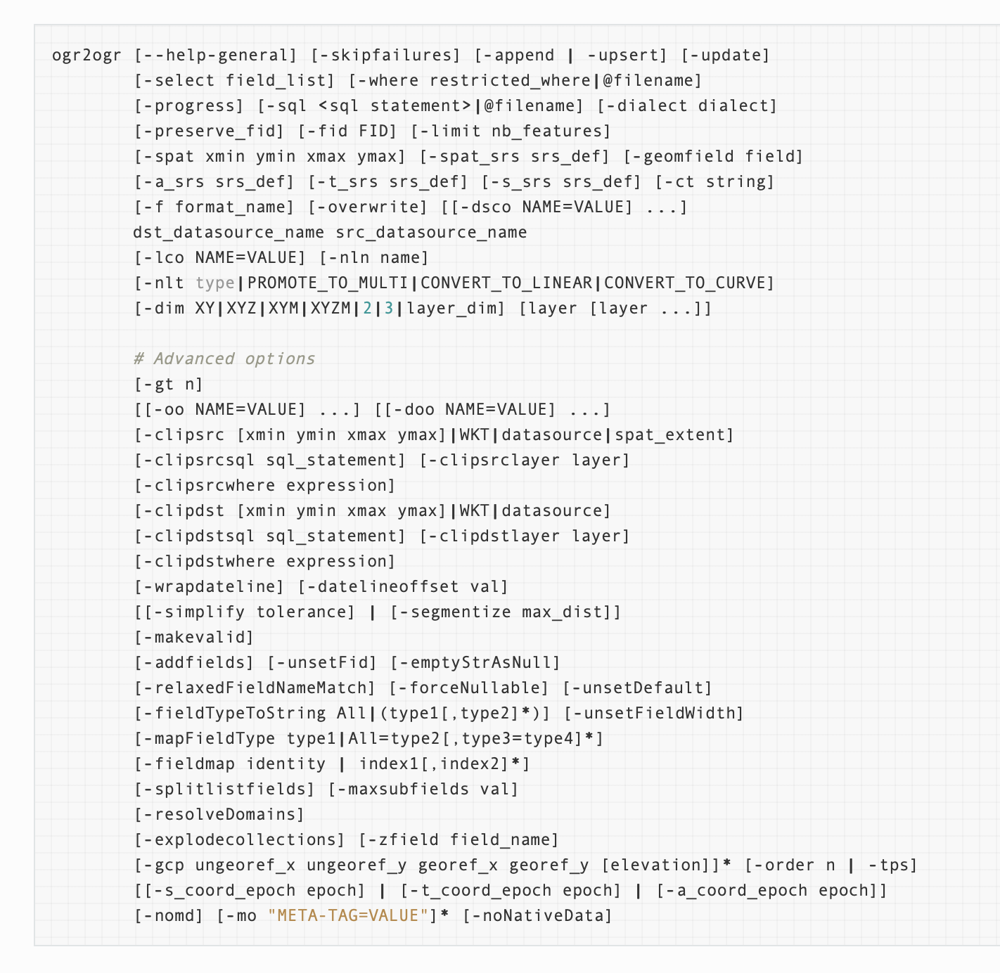 ogr2ogr [--help-general] [-skipfailures] [-append | -upsert] [-update]
[-select field_list] [-where restricted_where|@filename]
[-progress] [-sql <sql statement>|@filename] [-dialect dialect]
[-preserve_fid] [-fid FID] [-limit nb_features]
[-spat xmin ymin xmax ymax] [-spat_srs srs_def] [-geomfield field]
[-a_srs srs_def] [-t_srs srs_def] [-s_srs srs_def] [-ct string]
[-f format_name] [-overwrite] [[-dsco NAME=VALUE] ...]
dst_datasource_name src_datasource_name
[-lco NAME=VALUE] [-nln name]
[-nlt type|PROMOTE_TO_MULTI|CONVERT_TO_LINEAR|CONVERT_TO_CURVE]
[-dim XY|XYZ|XYM|XYZM|2|3|layer_dim] [layer [layer ...]]

# Advanced options
[-gt n]
[[-oo NAME=VALUE] ...] [[-doo NAME=VALUE] ...]
[-clipsrc [xmin ymin xmax ymax]|WKT|datasource|spat_extent]
[-clipsrcsql sql_statement] [-clipsrclayer layer]
[-clipsrcwhere expression]
[-clipdst [xmin ymin xmax ymax]|WKT|datasource]
[-clipdstsql sql_statement] [-clipdstlayer layer]
[-clipdstwhere expression]
[-wrapdateline] [-datelineoffset val]
[[-simplify tolerance] | [-segmentize max_dist]]
[-makevalid]
[-addfields] [-unsetFid] [-emptyStrAsNull]
[-relaxedFieldNameMatch] [-forceNullable] [-unsetDefault]
[-fieldTypeToString All|(type1[,type2]*)] [-unsetFieldWidth]
[-mapFieldType type1|All=type2[,type3=type4]*]
[-fieldmap identity | index1[,index2]*]
[-splitlistfields] [-maxsubfields val]
[-resolveDomains]
[-explodecollections] [-zfield field_name]
[-gcp ungeoref_x ungeoref_y georef_x georef_y [elevation]]* [-order n | -tps]
[[-s_coord_epoch epoch] | [-t_coord_epoch epoch] | [-a_coord_epoch epoch]]
[-nomd] [-mo "META-TAG=VALUE"]* [-noNativeData]